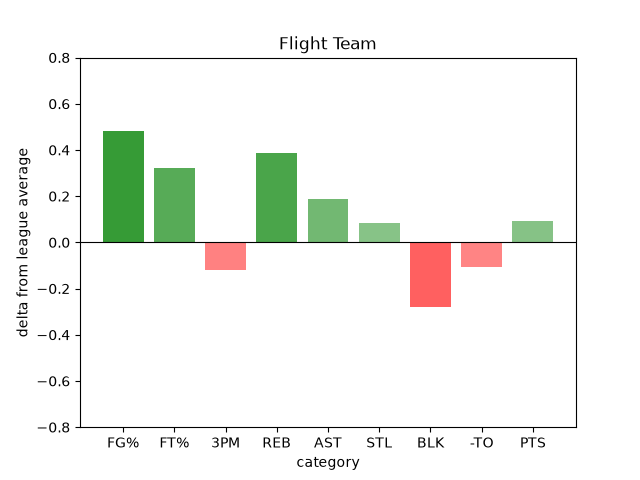 Flight Team
delta from league average
0.8
0.6
0.4
0.2
0.0
−0.2
−0.4
−0.6
−0.8
FG% FT% 3PM REB AST STL BLK -TO PTS
category